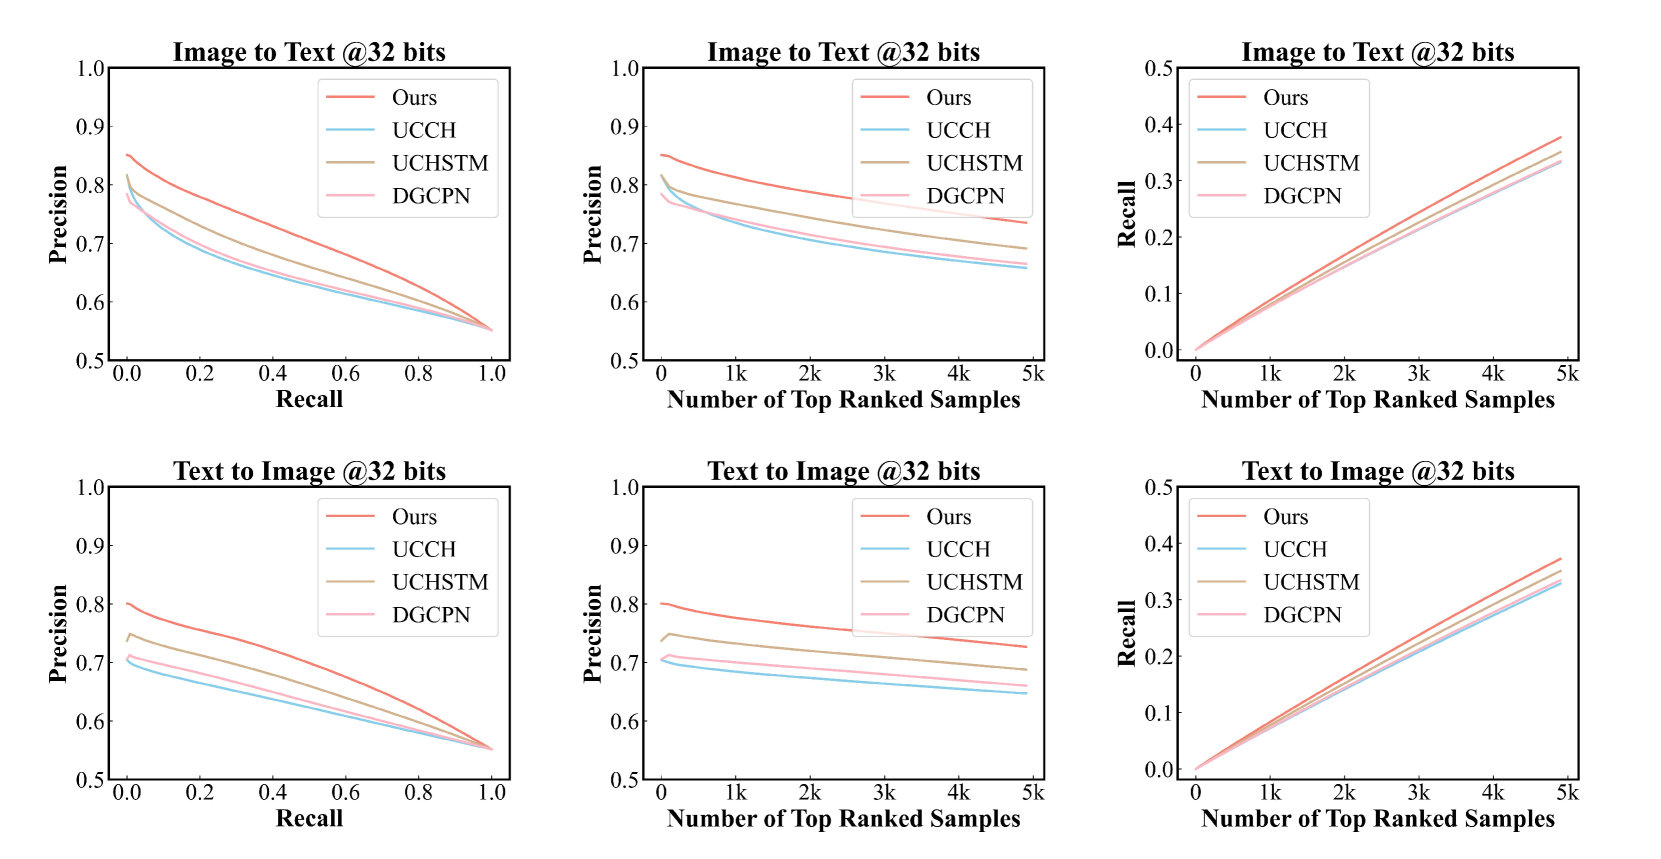 Image to Text @32 bits
1.0
0.9
0.8
0.7
0.6
0.5
Precision
Ours
UCCH
UCHSTM
DGCPN
0.0 0.2 0.4 0.6 0.8 1.0
Recall
Image to Text @32 bits
1.0
0.9
0.8
0.7
0.6
0.5
Precision
Ours
UCCH
UCHSTM
DGCPN
0 1k 2k 3k 4k 5k
Number of Top Ranked Samples
Image to Text @32 bits
0.5
0.4
0.3
0.2
0.1
0.0
Recall
Ours
UCCH
UCHSTM
DGCPN
0 1k 2k 3k 4k 5k
Number of Top Ranked Samples
Text to Image @32 bits
1.0
0.9
0.8
0.7
0.6
0.5
Precision
Ours
UCCH
UCHSTM
DGCPN
0.0 0.2 0.4 0.6 0.8 1.0
Recall
Text to Image @32 bits
1.0
0.9
0.8
0.7
0.6
0.5
Precision
Ours
UCCH
UCHSTM
DGCPN
0 1k 2k 3k 4k 5k
Number of Top Ranked Samples
Text to Image @32 bits
0.5
0.4
0.3
0.2
0.1
0.0
Recall
Ours
UCCH
UCHSTM
DGCPN
0 1k 2k 3k 4k 5k
Number of Top Ranked Samples